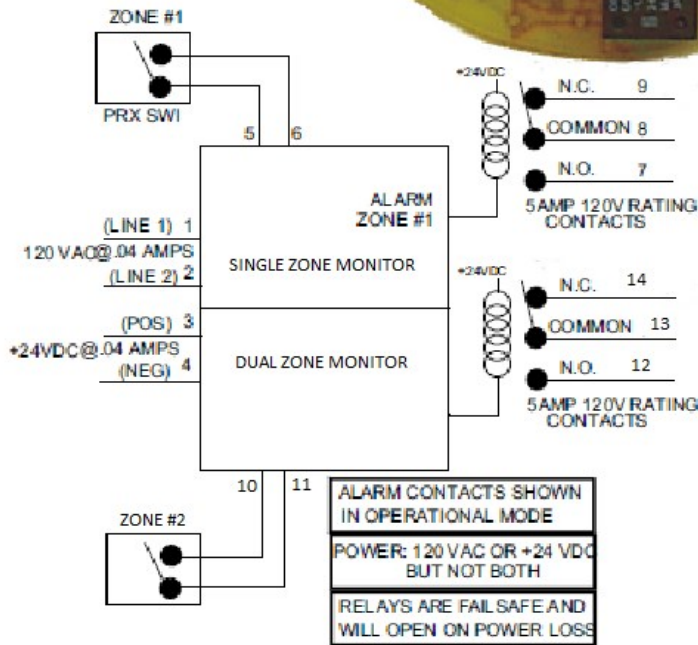 ZONE #1
PRX SWI
5 6
+24VDC
N.C. 9
COMMON 8
N.O. 7
5 AMP 120V RATING
CONTACTS
ALARM
ZONE #1
(LINE 1) 1
120 VAC@.04 AMPS
(LINE 2) 2
SINGLE ZONE MONITOR
+24VDC
N.C. 14
COMMON 13
N.O. 12
5 AMP 120V RATING
CONTACTS
(POS) 3
+24VDC@.04 AMPS
(NEG) 4
DUAL ZONE MONITOR
10 11
ZONE #2
ALARM CONTACTS SHOWN
IN OPERATIONAL MODE
POWER: 120 VAC OR +24 VDC
BUT NOT BOTH
RELAYS ARE FAILSAFE AND
WILL OPEN ON POWER LOSS